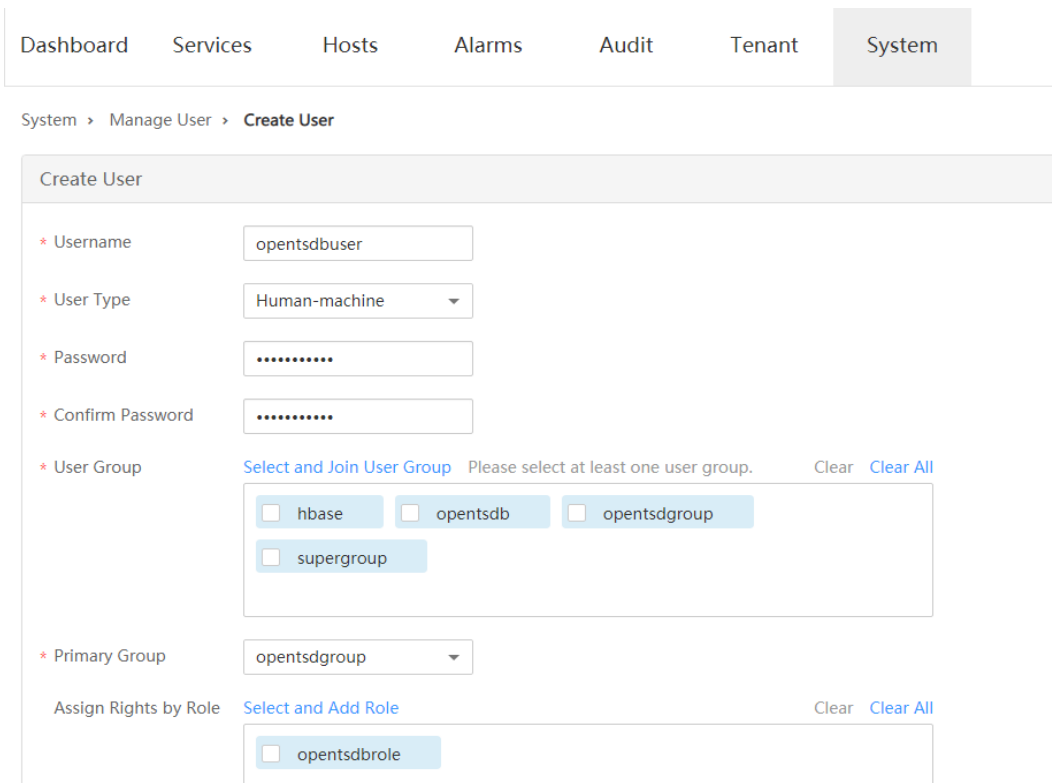 Dashboard Services Hosts Alarms Audit Tenant System
System › Manage User › Create User
Create User
* Username opentsdbuser
* User Type Human-machine
* Password •••••••••••
* Confirm Password •••••••••••
* User Group Select and Join User Group Please select at least one user group. Clear Clear All
hbase opentsdb opentsdgroup
supergroup
* Primary Group opentsdgroup
Assign Rights by Role Select and Add Role Clear Clear All
opentsdbrole